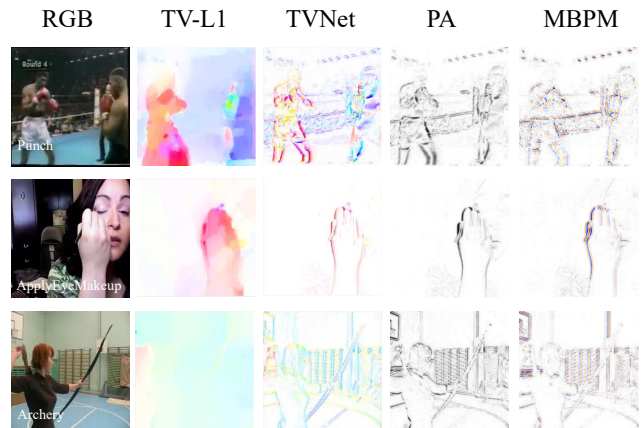 RGB TV-L1 TVNet PA MBPM
Round 4
Punch
ApplyEyeMakeup
Archery